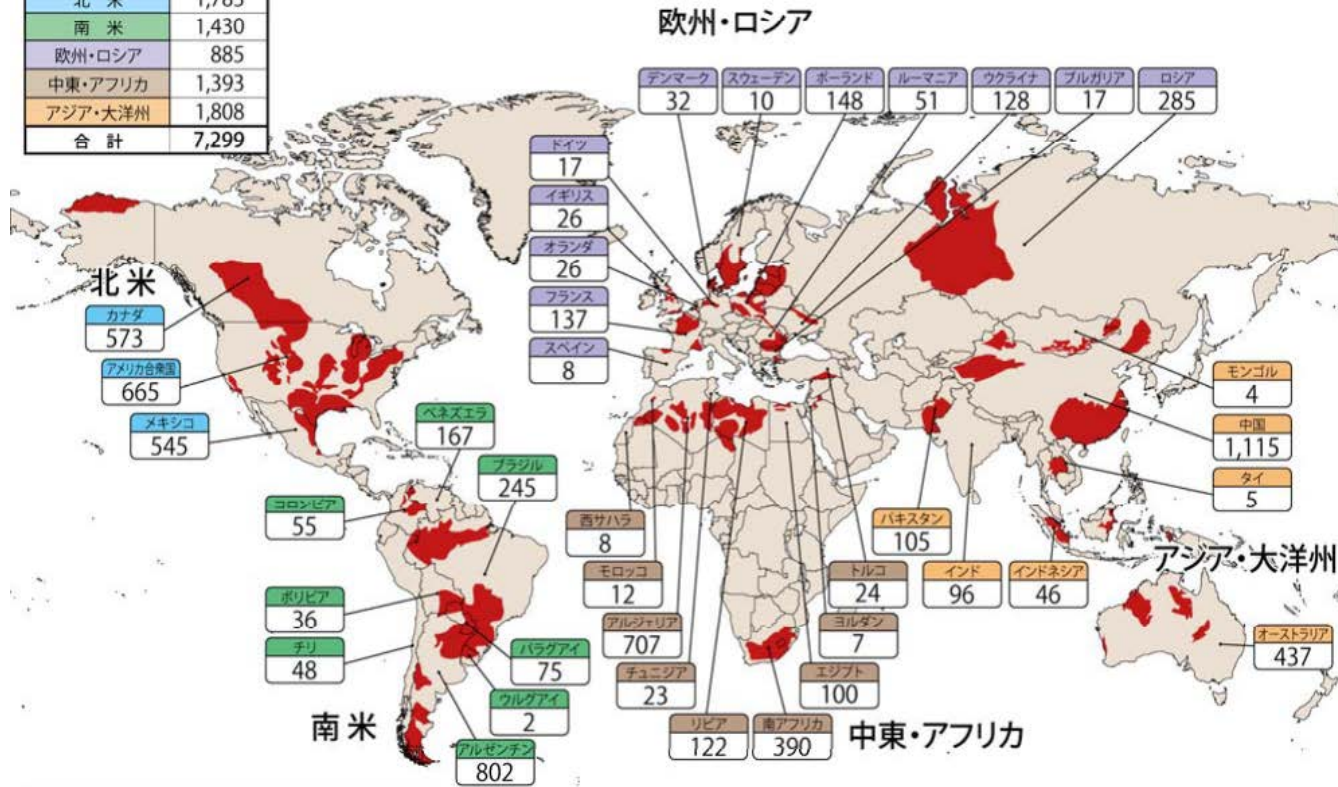 北 米 1,783
南 米 1,430
欧州・ロシア 885
中東・アフリカ 1,393
アジア・大洋州 1,808
合 計 7,299
欧州・ロシア
デンマーク
32
スウェーデン
10
ポーランド
148
ルーマニア
51
ウクライナ
128
ブルガリア
17
ロシア
285
ドイツ
17
イギリス
26
オランダ
26
フランス
137
スペイン
8
北 米
カナダ
573
アメリカ合衆国
665
メキシコ
545
ベネズエラ
167
ブラジル
245
コロンビア
55
ボリビア
36
チリ
48
パラグアイ
75
ウルグアイ
2
アルゼンチン
802
南 米
西サハラ
8
モロッコ
12
アルジェリア
707
チュニジア
23
リビア
122
南アフリカ
390
エジプト
100
ヨルダン
7
トルコ
24
中東・アフリカ
パキスタン
105
インド
96
インドネシア
46
モンゴル
4
中国
1,115
タイ
5
アジア・大洋州
オーストラリア
437